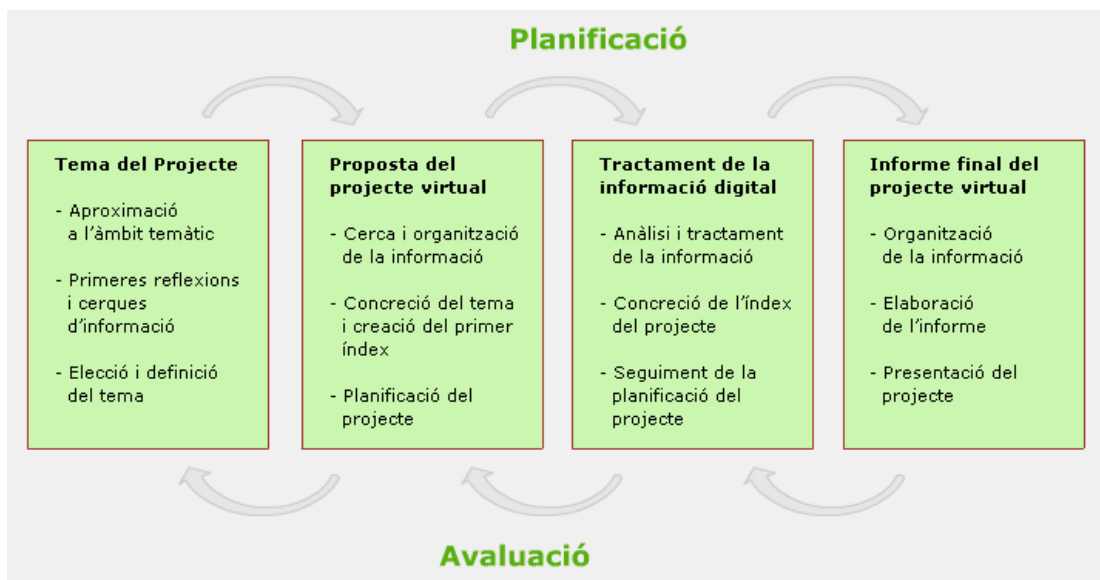 Planificació
Tema del Projecte
- Aproximació
a l'àmbit temàtic
- Primeres reflexions
i cerques
d'informació
- Elecció i definició
del tema
Proposta del
projecte virtual
- Cerca i organització
de la informació
- Concreció del tema
i creació del primer
índex
- Planificació del
projecte
Tractament de la
informació digital
- Anàlisi i tractament
de la informació
- Concreció de l'índex
del projecte
- Seguiment de la
planificació del
projecte
Informe final del
projecte virtual
- Organització
de la informació
- Elaboració
de l'informe
- Presentació del
projecte
Avaluació